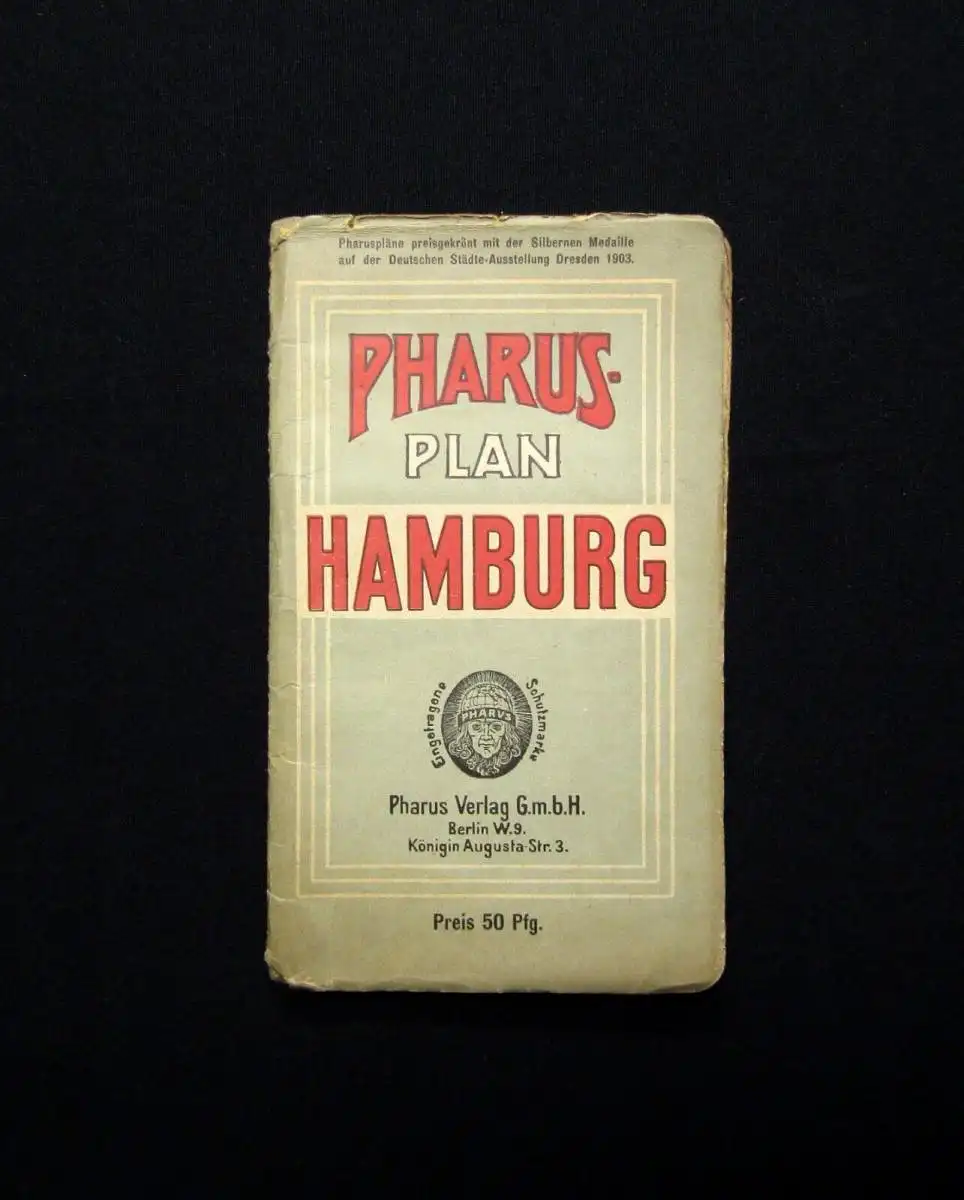 Pharuspläne preisgekrönt mit der Silbernen Medaille
auf der Deutschen Städte-Ausstellung Dresden 1903.
PHARUS-
PLAN
HAMBURG
Eingetragene Schutzmarke
PHARVS
Pharus Verlag G.m.b.H.
Berlin W.9.
Königin Augusta-Str. 3.
Preis 50 Pfg.